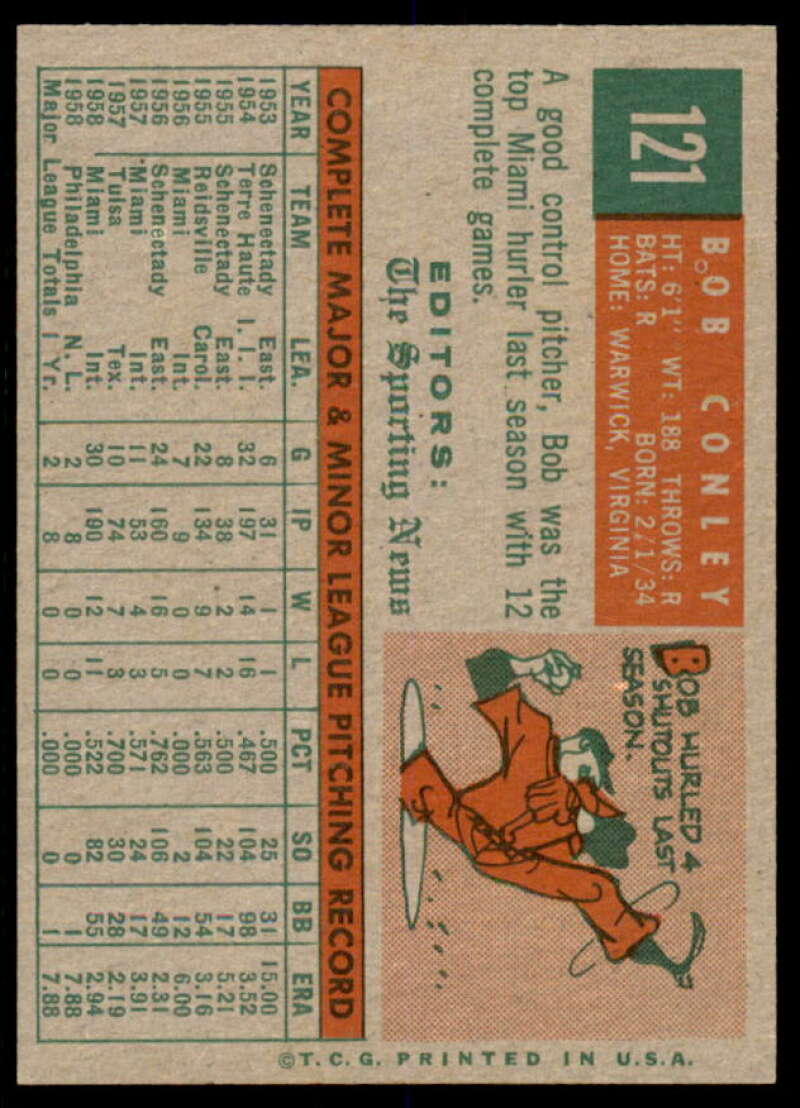 121
BOB CONLEY
HT: 6'1" WT: 188 THROWS: R
BATS: R BORN: 2/1/34
HOME: WARWICK, VIRGINIA
A good control pitcher, Bob was the
top Miami hurler last season with 12
complete games.
EDITORS:
The Sporting News
BOB HURLED 4
SHUTOUTS LAST
SEASON.
COMPLETE MAJOR & MINOR LEAGUE PITCHING RECORD
YEAR TEAM LEA. G IP W L PCT SO BB ERA
1953 Schenectady East. 6 31 1 1 .500 25 31 15.00
1954 Terre Haute I. I. I. 32 197 14 16 .467 104 98 3.52
1955 Schenectady East. 8 38 2 2 .500 22 17 5.21
1955 Reidsville Carol. 22 134 9 7 .563 104 54 3.16
1956 Miami Int. 7 9 0 0 .000 2 12 6.00
1956 Schenectady East. 24 160 16 5 .762 106 49 2.31
1957 Miami Int. 11 53 4 3 .571 24 17 3.91
1957 Tulsa Tex. 10 74 7 3 .700 30 28 2.19
1958 Miami Int. 30 190 12 11 .522 82 55 2.94
1958 Philadelphia N. L. 2 8 0 0 .000 0 1 7.88
Major League Totals 1 Yr. 2 8 0 0 .000 0 1 7.88
©T.C.G. PRINTED IN U.S.A.